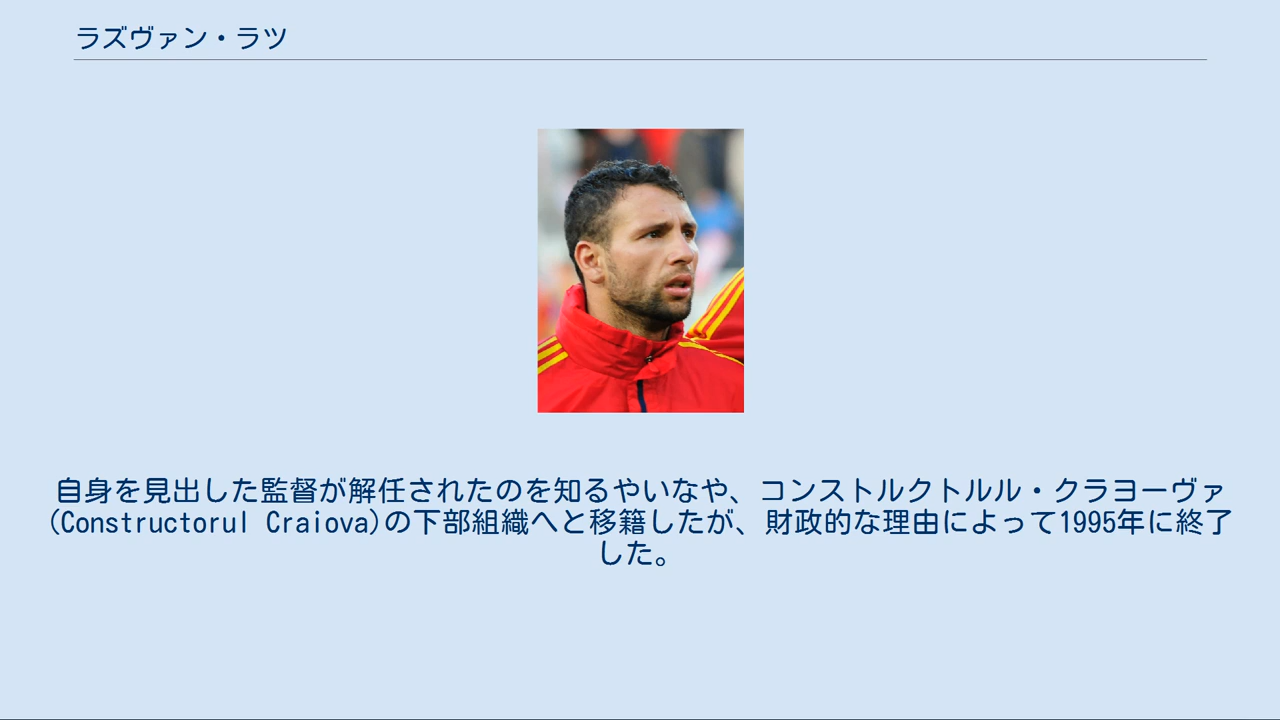 ラズヴァン・ラツ
自身を見出した監督が解任されたのを知るやいなや、コンストルクトルル・クラヨーヴァ
(Constructorul Craiova)の下部組織へと移籍したが、財政的な理由によって1995年に終了
した。